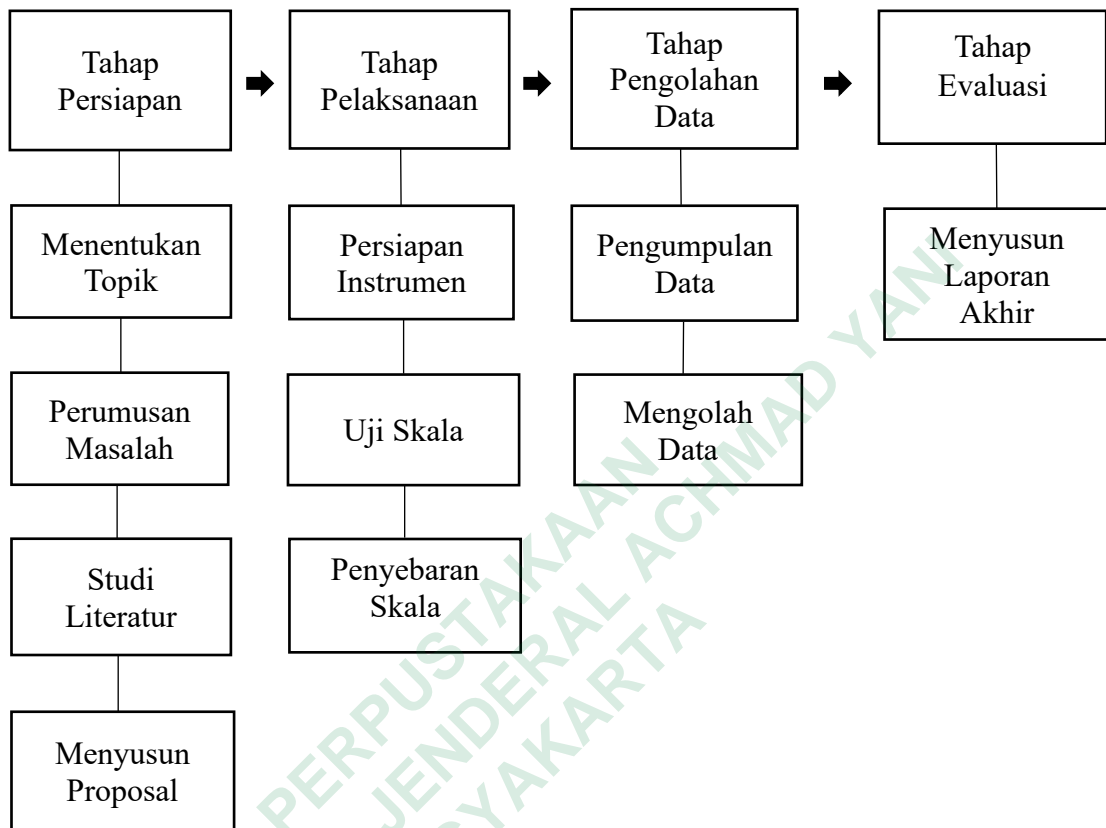 Tahap
Persiapan
Tahap
Pelaksanaan
Tahap
Pengolahan
Data
Tahap
Evaluasi
Menentukan
Topik
Persiapan
Instrumen
Pengumpulan
Data
Menyusun
Laporan
Akhir
Perumusan
Masalah
Uji Skala
Mengolah
Data
Studi
Literatur
Penyebaran
Skala
Menyusun
Proposal
PERPUSTAKAAN
JENDERAL ACHMAD YANI